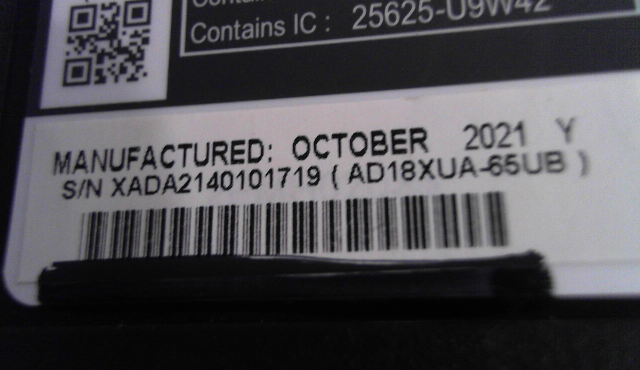 Contains IC : 25625-U9W42
MANUFACTURED: OCTOBER 2021 Y
S/N XADA2140101719 ( AD18XUA-65UB )